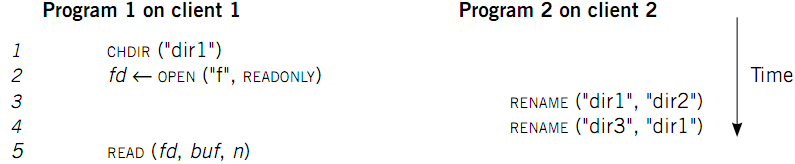 Program 1 on client 1 Program 2 on client 2
1 CHDIR ("dir1")
2 fd ← OPEN ("f", READONLY)
3 RENAME ("dir1", "dir2")
4 RENAME ("dir3", "dir1")
5 READ (fd, buf, n)
Time